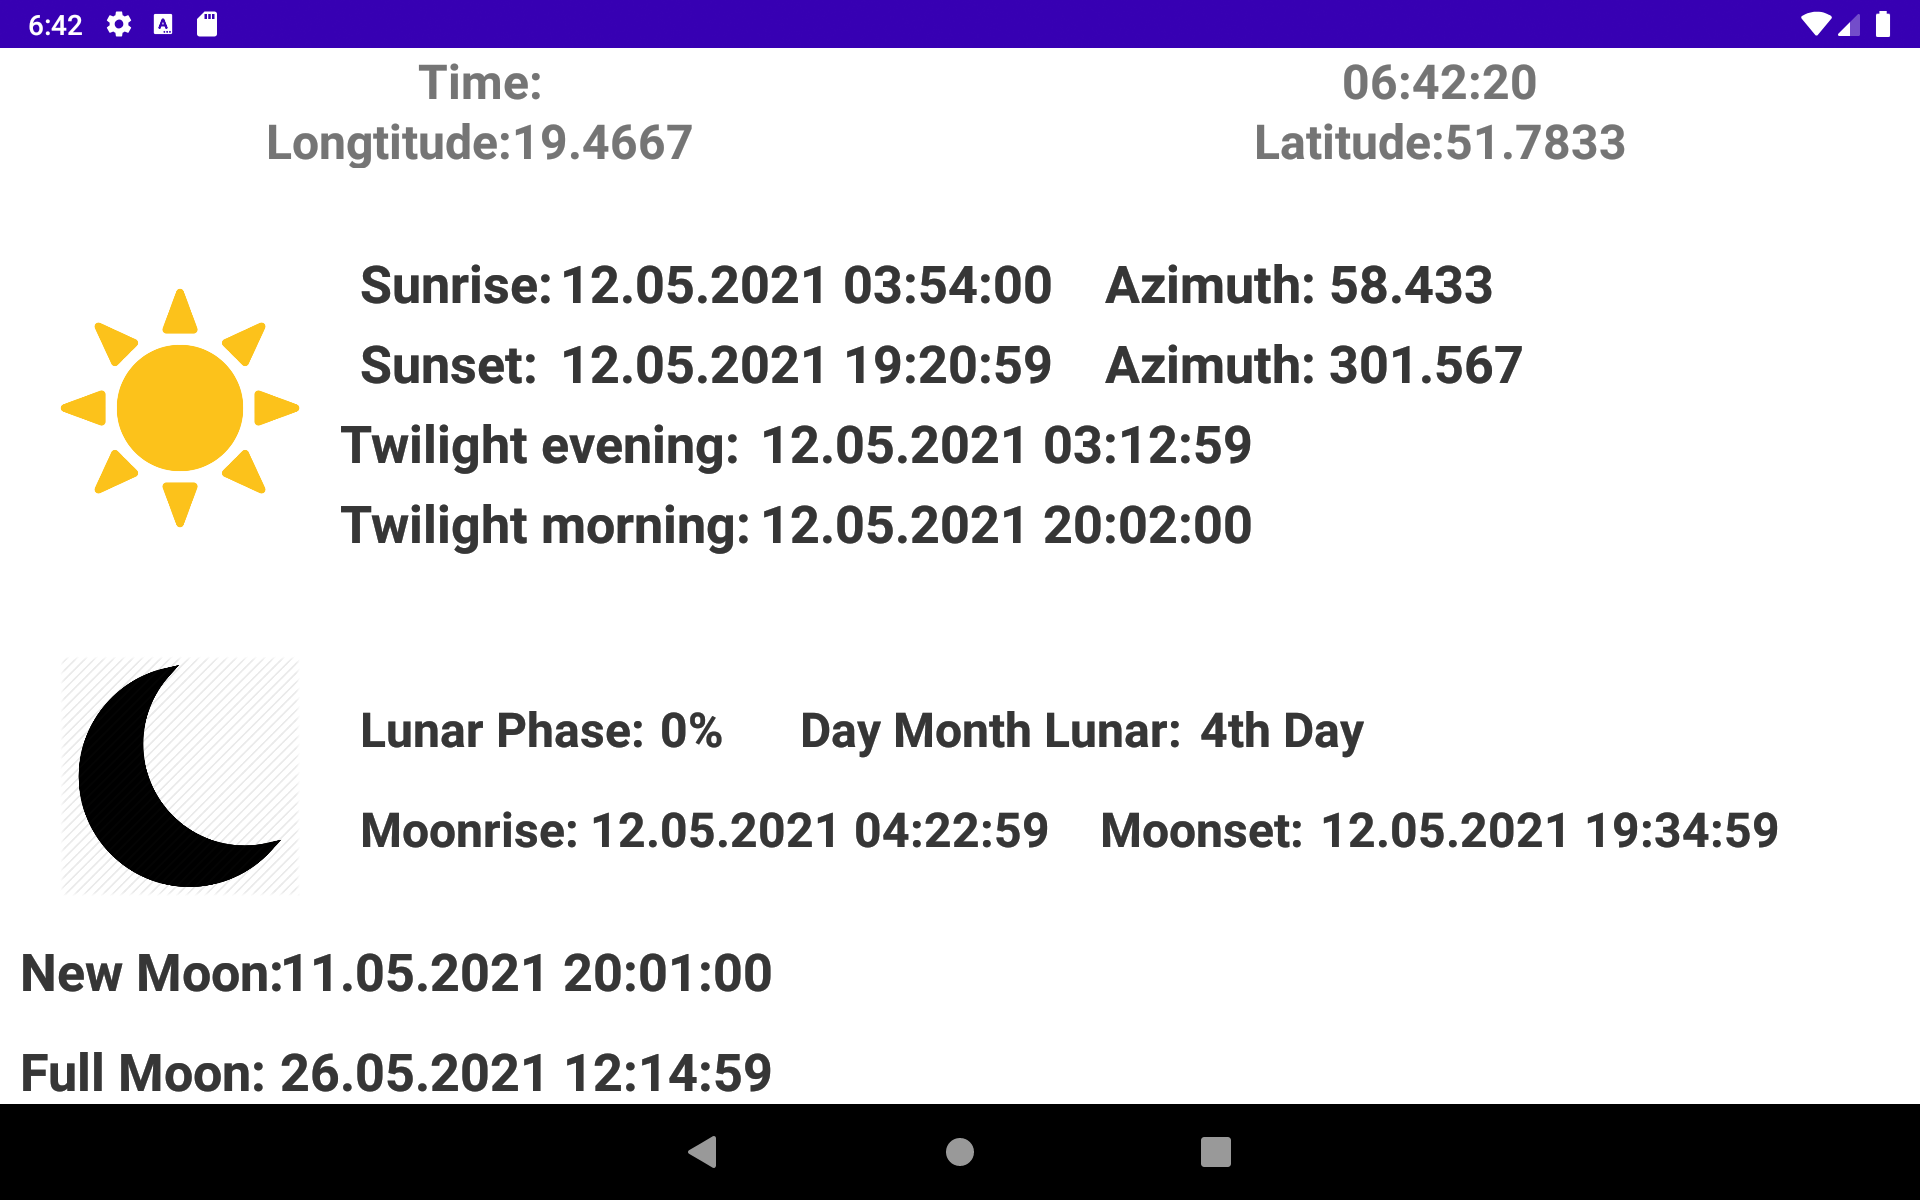 6:42
Time: 06:42:20
Longtitude:19.4667 Latitude:51.7833
Sunrise: 12.05.2021 03:54:00 Azimuth: 58.433
Sunset: 12.05.2021 19:20:59 Azimuth: 301.567
Twilight evening: 12.05.2021 03:12:59
Twilight morning: 12.05.2021 20:02:00
Lunar Phase: 0% Day Month Lunar: 4th Day
Moonrise: 12.05.2021 04:22:59 Moonset: 12.05.2021 19:34:59
New Moon:11.05.2021 20:01:00
Full Moon: 26.05.2021 12:14:59